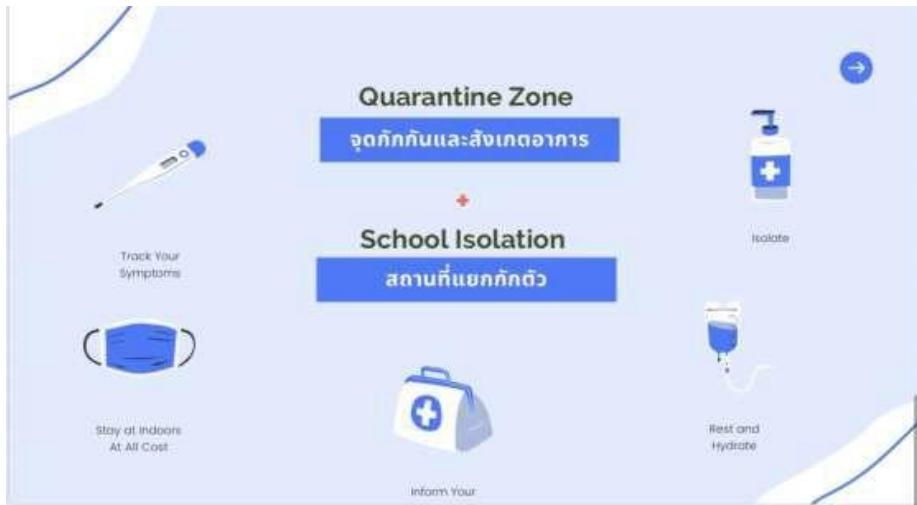 Quarantine Zone
จุดกักกันและสังเกตอาการ
+
School Isolation
สถานที่แยกกักตัว
Track Your
Symptoms
Isolate
Stay at Indoors
At All Cost
Rest and
Hydrate
Inform Your